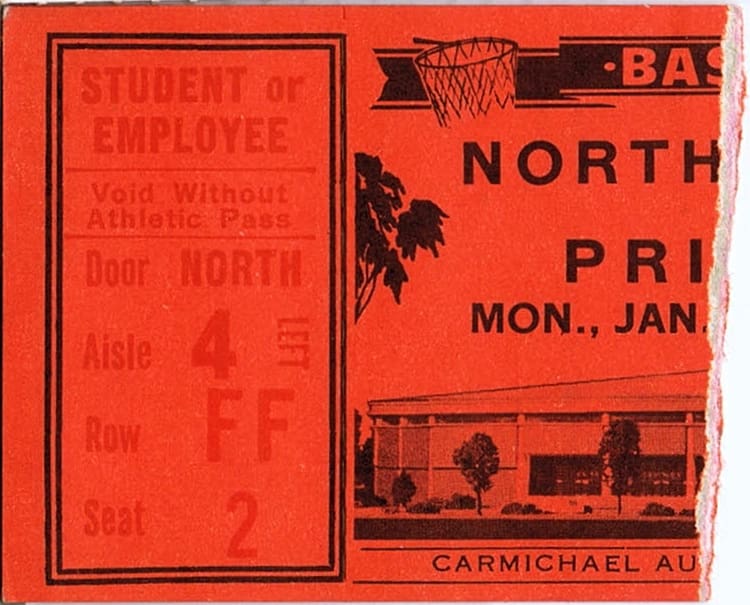 STUDENT or
EMPLOYEE
Void Without
Athletic Pass
Door NORTH
Aisle 4 LEFT
Row FF
Seat 2
·BAS
NORTH
PRI
MON., JAN.
CARMICHAEL AU